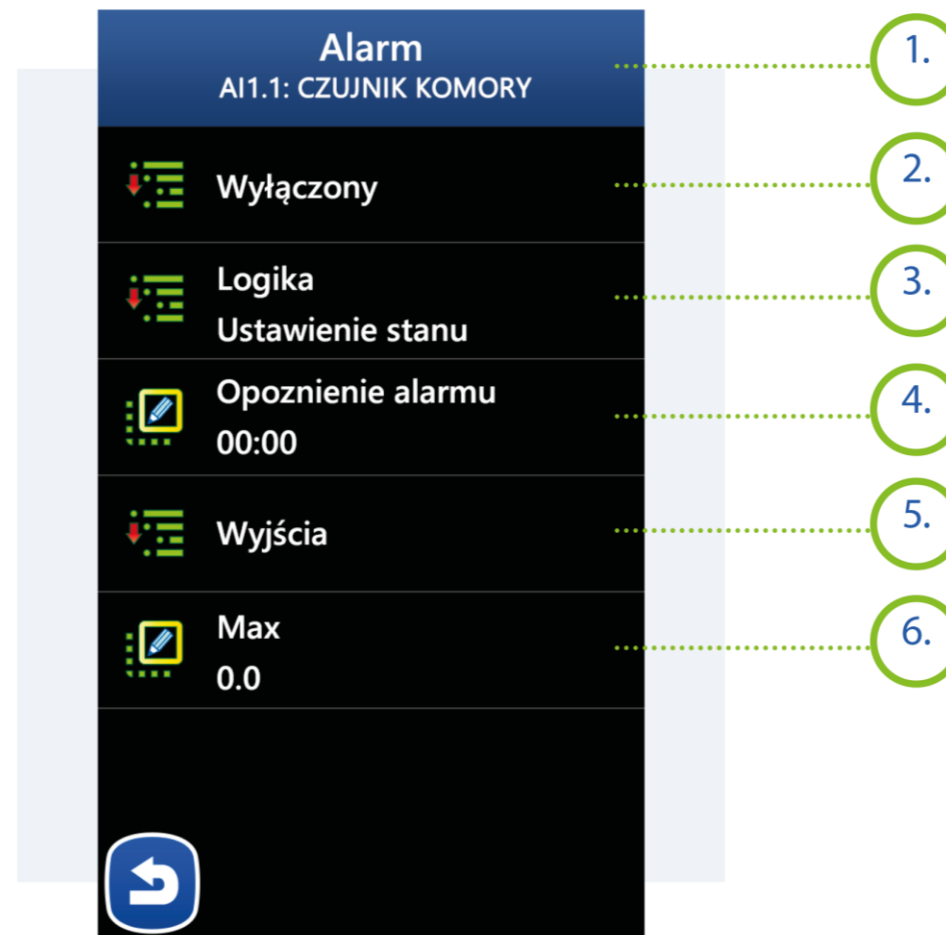 Alarm
AI1.1: CZUJNIK KOMORY
1.
Wyłączony
2.
Logika
Ustawienie stanu
3.
Opoznienie alarmu
00:00
4.
Wyjścia
5.
Max
0.0
6.